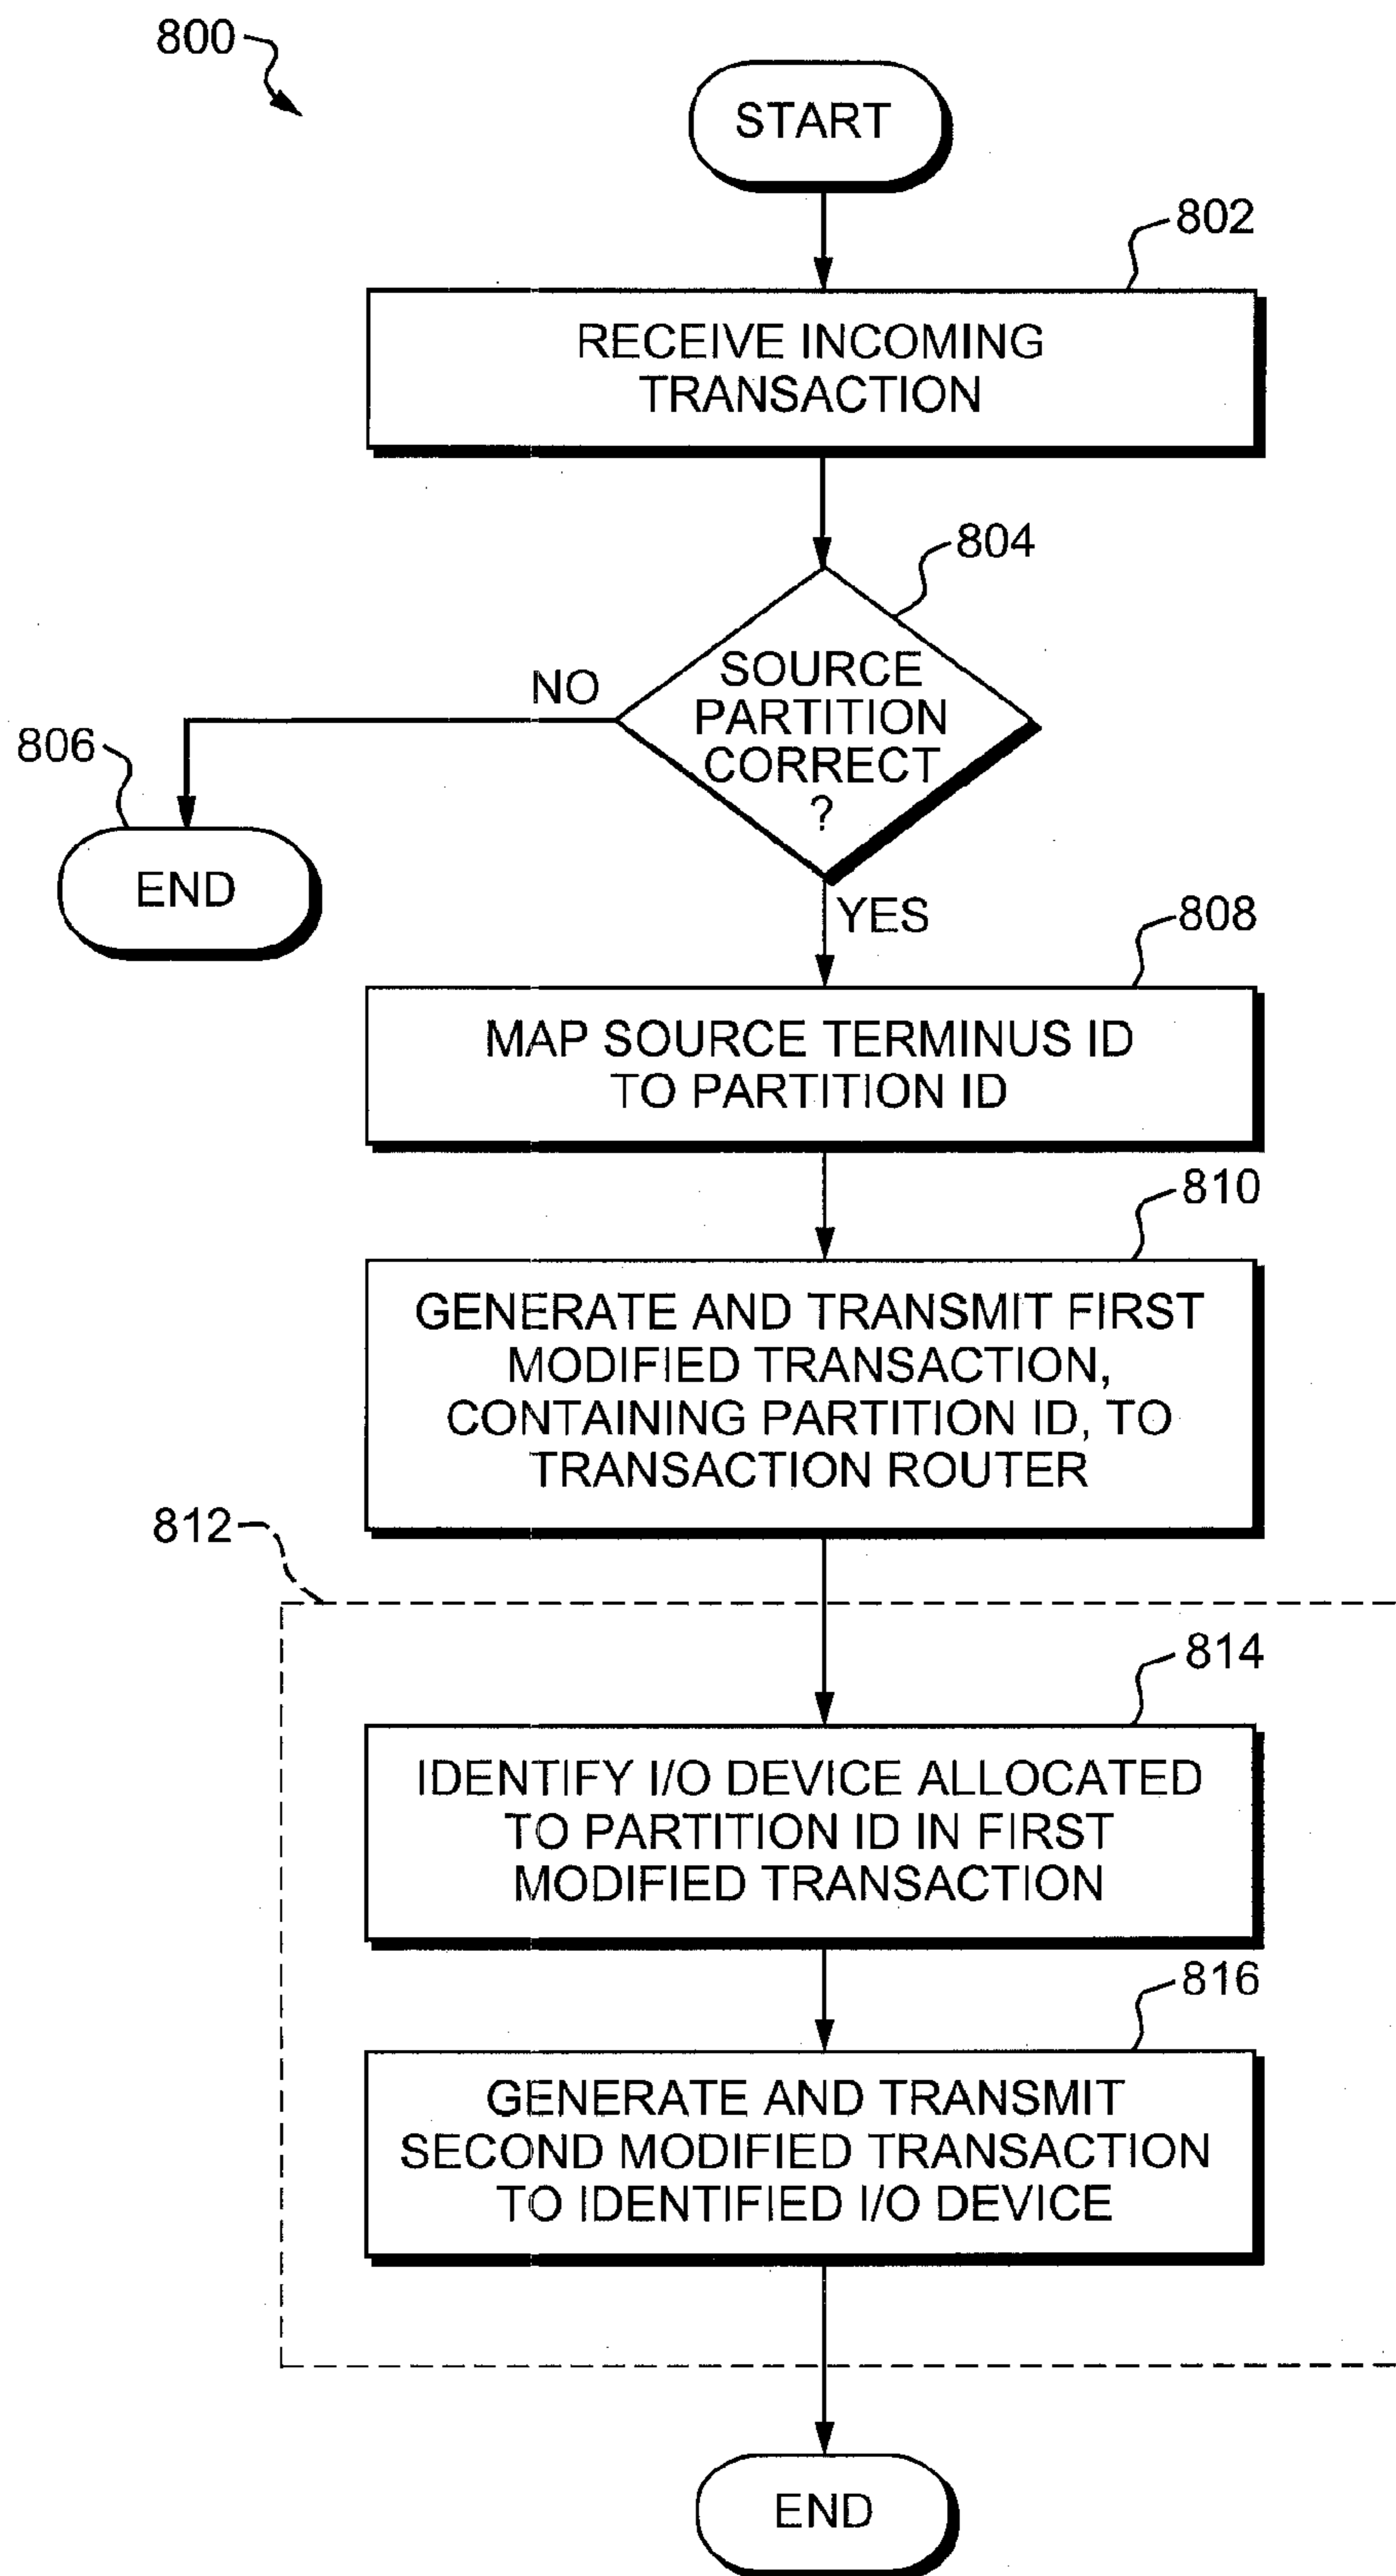 800
START
802
RECEIVE INCOMING
TRANSACTION
804
SOURCE
PARTITION
CORRECT
?
NO
806
END
YES
808
MAP SOURCE TERMINUS ID
TO PARTITION ID
810
GENERATE AND TRANSMIT FIRST
MODIFIED TRANSACTION,
CONTAINING PARTITION ID, TO
TRANSACTION ROUTER
812
814
IDENTIFY I/O DEVICE ALLOCATED
TO PARTITION ID IN FIRST
MODIFIED TRANSACTION
816
GENERATE AND TRANSMIT
SECOND MODIFIED TRANSACTION
TO IDENTIFIED I/O DEVICE
END